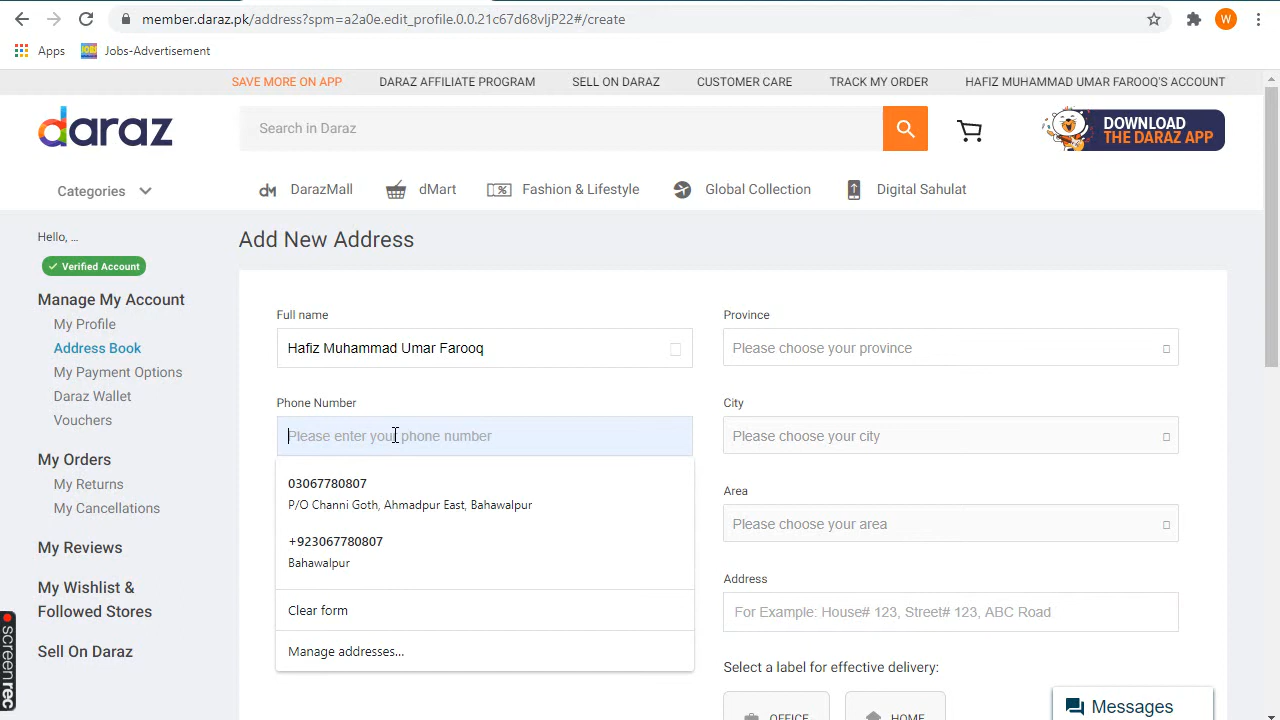 member.daraz.pk/address?spm=a2a0e.edit_profile.0.0.21c67d68vljP22#/create
W
Apps
JOBS
Jobs-Advertisement
SAVE MORE ON APP
DARAZ AFFILIATE PROGRAM
SELL ON DARAZ
CUSTOMER CARE
TRACK MY ORDER
HAFIZ MUHAMMAD UMAR FAROOQ'S ACCOUNT
daraz
Search in Daraz
DOWNLOAD
THE DARAZ APP
Categories
DarazMall
dMart
Fashion & Lifestyle
Global Collection
Digital Sahulat
Hello, ...
Verified Account
Manage My Account
My Profile
Address Book
My Payment Options
Daraz Wallet
Vouchers
My Orders
My Returns
My Cancellations
My Reviews
My Wishlist &
Followed Stores
Sell On Daraz
Add New Address
Full name
Hafiz Muhammad Umar Farooq
Phone Number
Please enter your phone number
03067780807
P/O Channi Goth, Ahmadpur East, Bahawalpur
+923067780807
Bahawalpur
Clear form
Manage addresses...
Province
Please choose your province
City
Please choose your city
Area
Please choose your area
Address
For Example: House# 123, Street# 123, ABC Road
Select a label for effective delivery:
OFFICE
HOME
Messages
screenrec